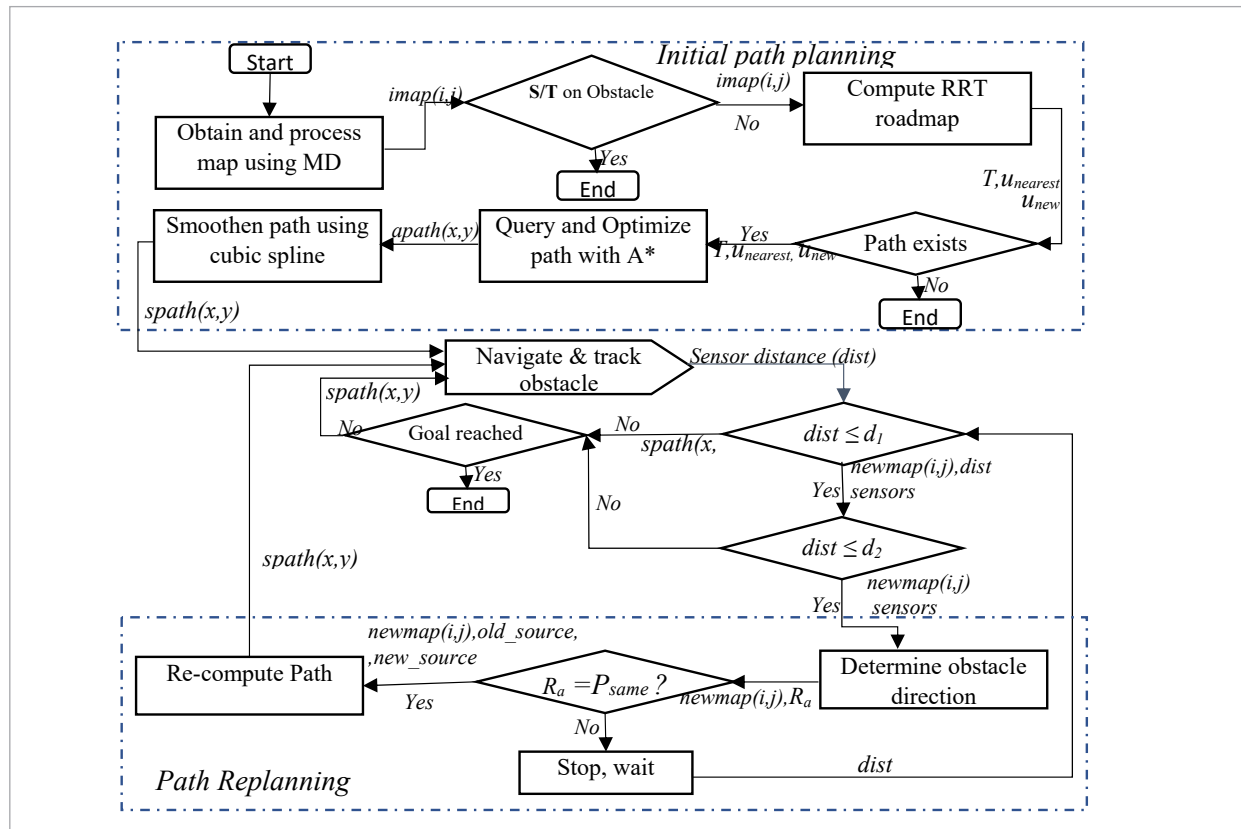 Initial path planning
Start
imap(i,j)
S/T on Obstacle
imap(i,j)
No
Compute RRT
roadmap
Obtain and process
map using MD
Yes
End
T,u_nearest
u_new
Smoothen path using
cubic spline
apath(x,y)
Query and Optimize
path with A*
Yes
T,u_nearest, u_new
Path exists
No
End
spath(x,y)
Navigate & track
obstacle
Sensor distance (dist)
spath(x,y)
No
Goal reached
No
spath(x,
dist ≤ d1
Yes
End
newmap(i,j),dist
Yes sensors
No
dist ≤ d2
spath(x,y)
newmap(i,j)
Yes sensors
newmap(i,j),old_source,
,new_source
Re-compute Path
Yes
Ra =Psame ?
newmap(i,j),Ra
Determine obstacle
direction
No
Stop, wait
dist
Path Replanning